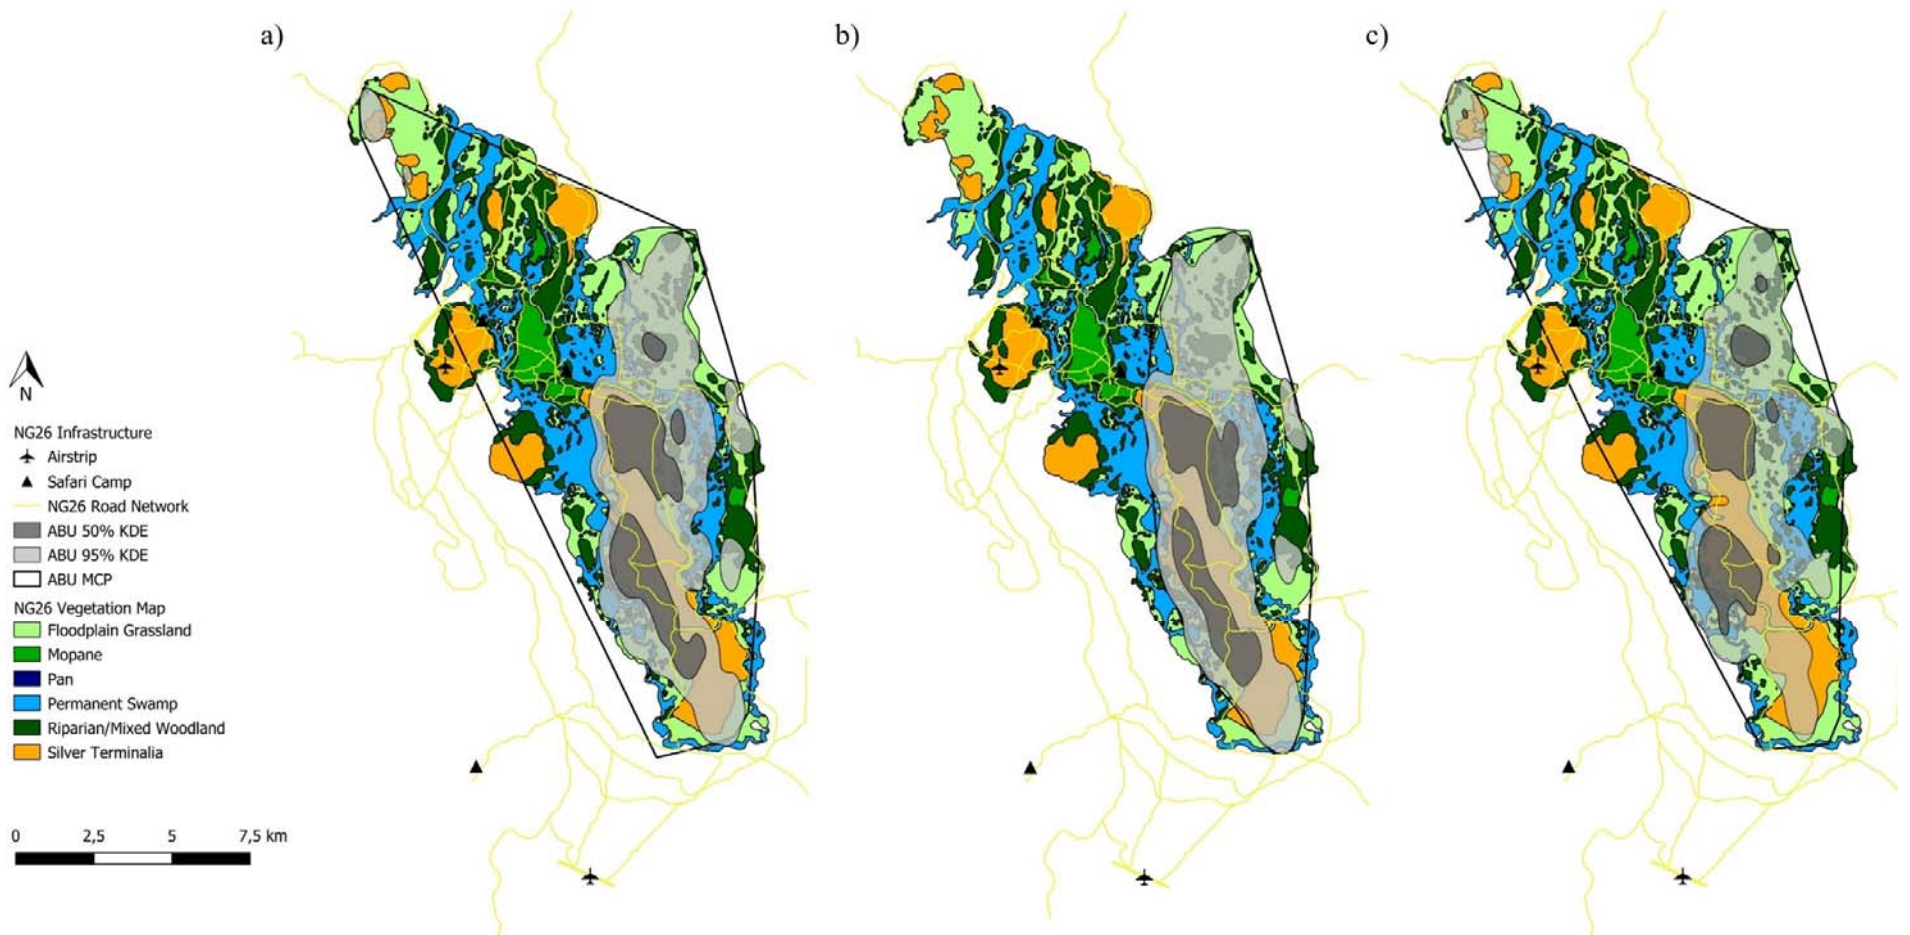 a)
b)
c)
N
NG26 Infrastructure
Airstrip
Safari Camp
NG26 Road Network
ABU 50% KDE
ABU 95% KDE
ABU MCP
NG26 Vegetation Map
Floodplain Grassland
Mopane
Pan
Permanent Swamp
Riparian/Mixed Woodland
Silver Terminalia
0 2,5 5 7,5 km